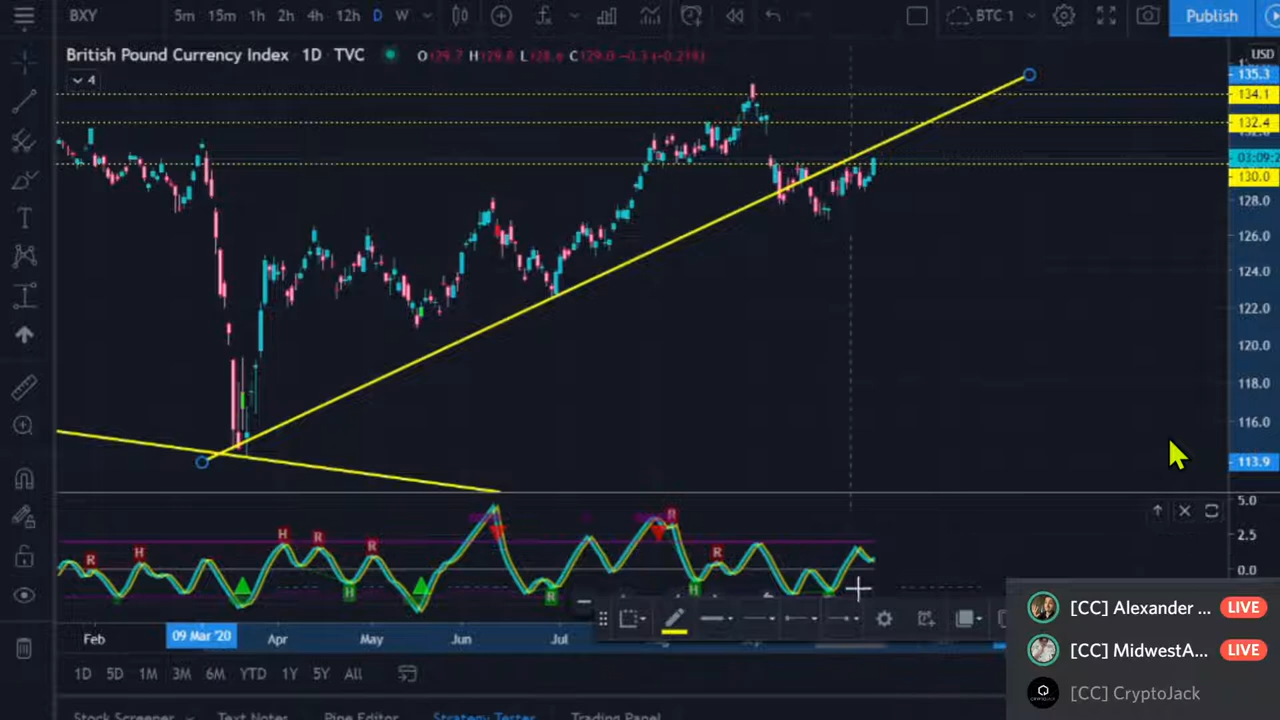 BXY 5m 15m 1h 2h 4h 12h D W BTC 1 Publish
British Pound Currency Index · 1D · TVC
4
USD
135.3
134.1
132.4
03:09:2
130.0
128.0
126.0
124.0
122.0
120.0
118.0
116.0
113.9
5.0
2.5
0.0
R H H R R H R R H R H
Feb 09 Mar '20 Apr May Jun Jul
1D 5D 1M 3M 6M YTD 1Y 5Y All
Stock Screener Text Notes Pine Editor Strategy Tester Trading Panel
[CC] Alexander ... LIVE
[CC] MidwestA... LIVE
[CC] CryptoJack